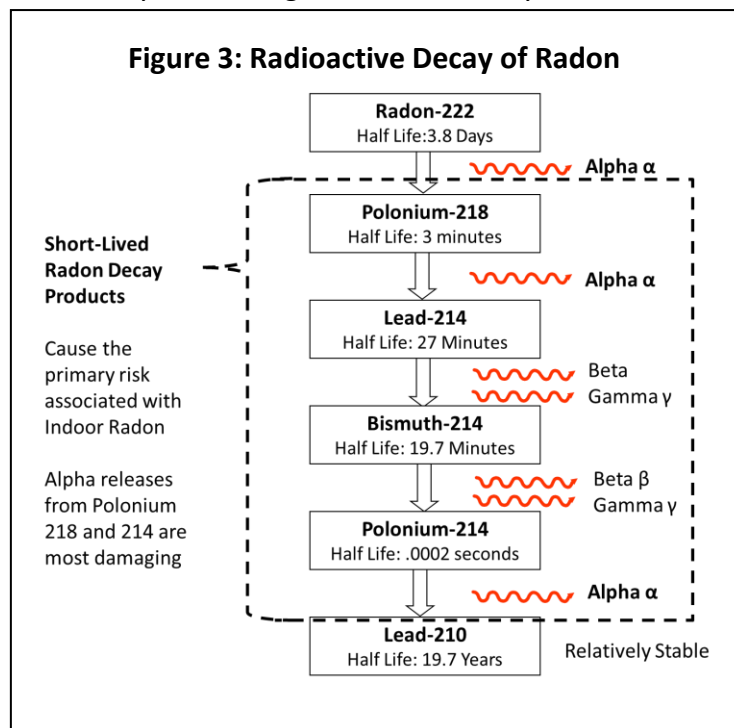 Figure 3: Radioactive Decay of Radon
Radon-222
Half Life:3.8 Days
Alpha α
Polonium-218
Half Life: 3 minutes
Short-Lived
Radon Decay
Products
Alpha α
Lead-214
Half Life: 27 Minutes
Cause the
primary risk
associated with
Indoor Radon
Beta
Gamma γ
Bismuth-214
Half Life: 19.7 Minutes
Alpha releases
from Polonium
218 and 214 are
most damaging
Beta β
Gamma γ
Polonium-214
Half Life: .0002 seconds
Alpha α
Lead-210
Half Life: 19.7 Years
Relatively Stable